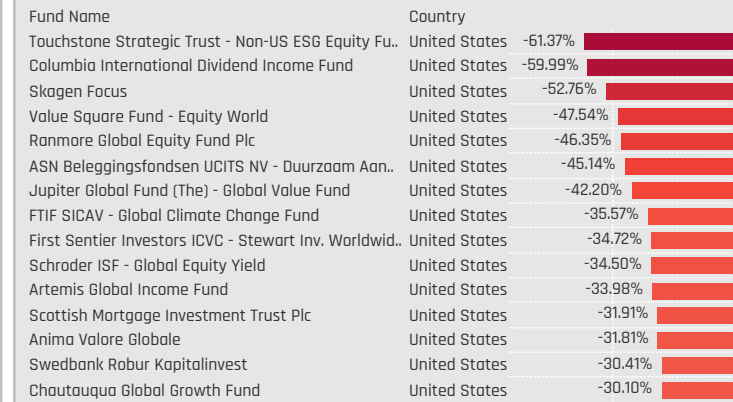 Fund Name Country
Touchstone Strategic Trust - Non-US ESG Equity Fu.. United States -61.37%
Columbia International Dividend Income Fund United States -59.99%
Skagen Focus United States -52.76%
Value Square Fund - Equity World United States -47.54%
Ranmore Global Equity Fund Plc United States -46.35%
ASN Beleggingsfondsen UCITS NV - Duurzaam Aan.. United States -45.14%
Jupiter Global Fund (The) - Global Value Fund United States -42.20%
FTIF SICAV - Global Climate Change Fund United States -35.57%
First Sentier Investors ICVC - Stewart Inv. Worldwid.. United States -34.72%
Schroder ISF - Global Equity Yield United States -34.50%
Artemis Global Income Fund United States -33.98%
Scottish Mortgage Investment Trust Plc United States -31.91%
Anima Valore Globale United States -31.81%
Swedbank Robur Kapitalinvest United States -30.41%
Chautauqua Global Growth Fund United States -30.10%